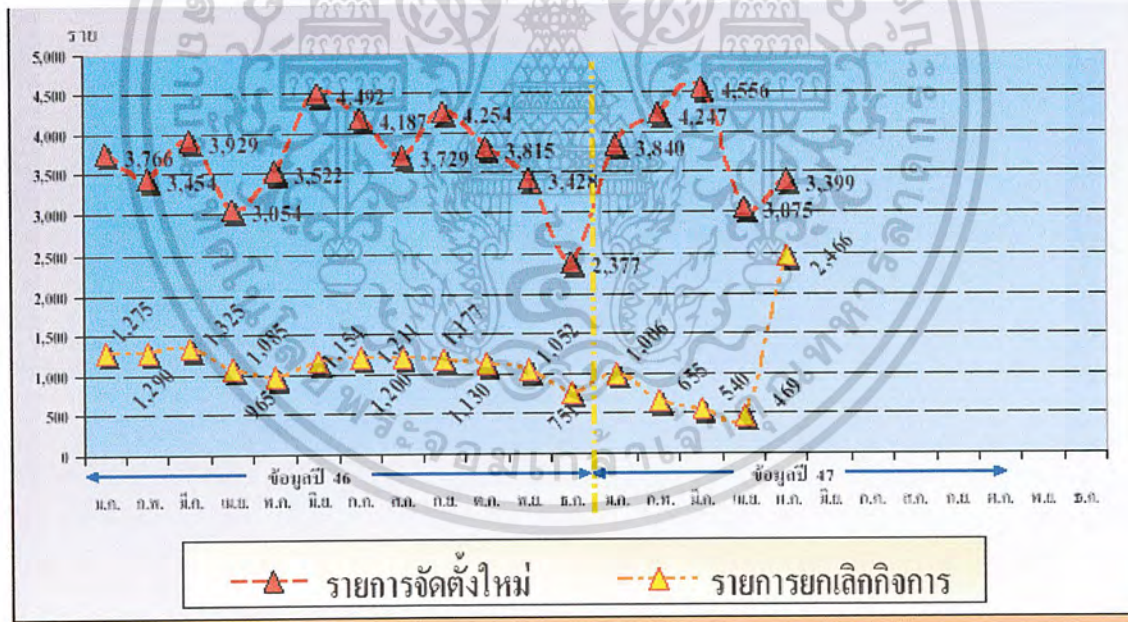 ราย
5,000
4,500
4,000
3,500
3,000
2,500
2,000
1,500
1,000
500
0
3,766 3,454 3,929 3,054 3,522 4,492 4,187 3,729 4,254 3,815 3,428 2,377 3,840 4,247 4,556 3,075 3,399
1,275 1,290 1,325 1,085 965 1,154 1,211 1,200 1,177 1,130 1,052 751 1,006 655 540 469 2,466
ข้อมูลปี 46 ข้อมูลปี 47
ม.ค. ก.พ. มี.ค. เม.ย. พ.ค. มิ.ย. ก.ค. ส.ค. ก.ย. ต.ค. พ.ย. ธ.ค. ม.ค. ก.พ. มี.ค. เม.ย. พ.ค. มิ.ย. ก.ค. ส.ค. ก.ย. ต.ค. พ.ย. ธ.ค.
รายการจัดตั้งใหม่ รายการยกเลิกกิจการ